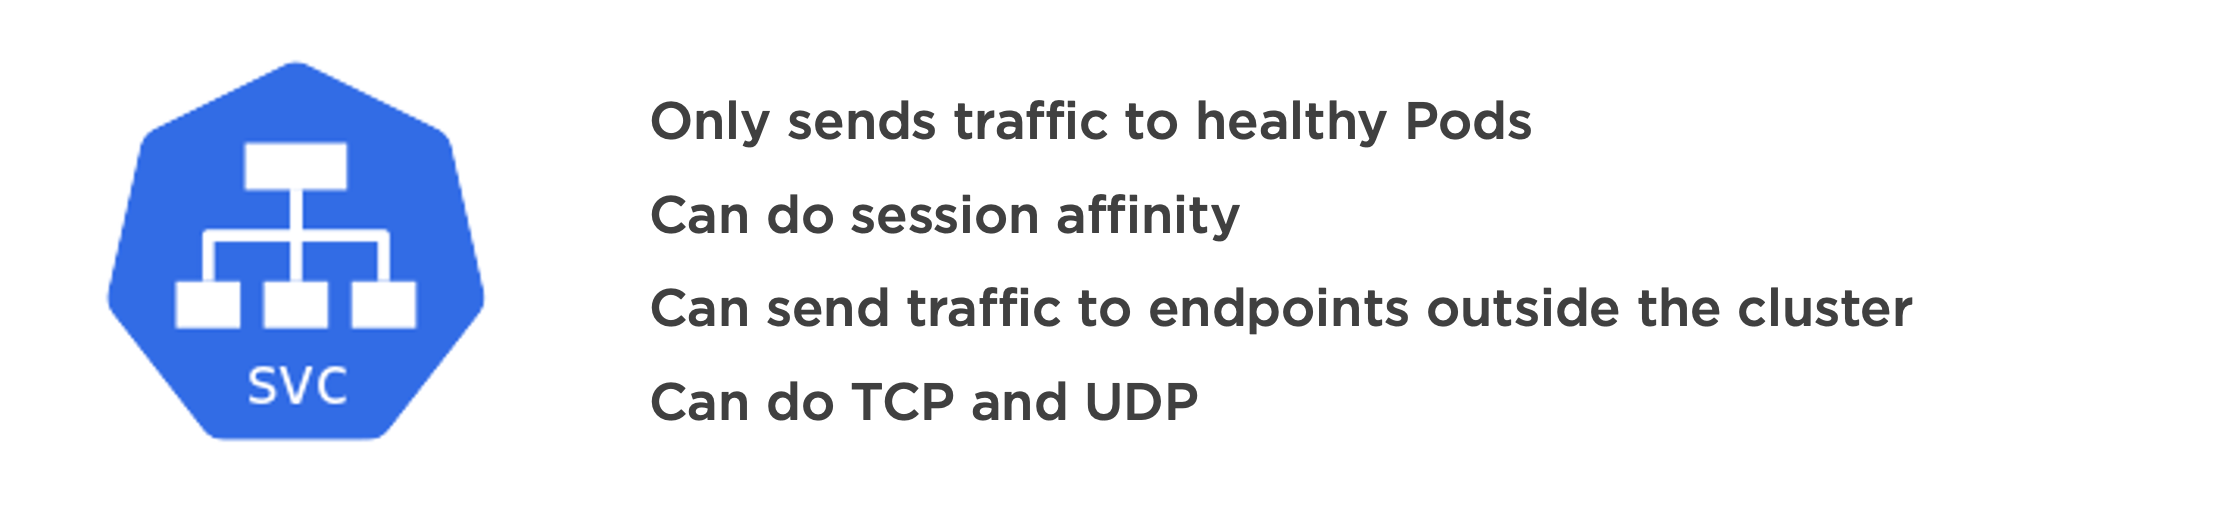 Only sends traffic to healthy Pods
Can do session affinity
Can send traffic to endpoints outside the cluster
Can do TCP and UDP
svc